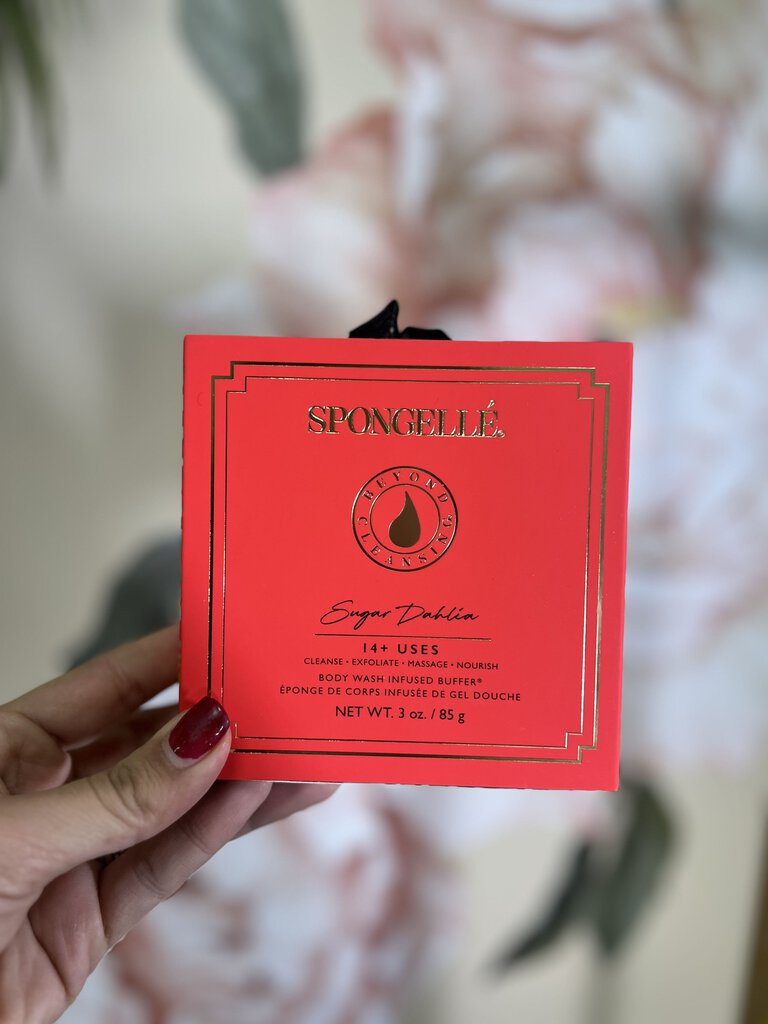 SPONGELLÉ®
BEYOND CLEANSING
Sugar Dahlia
14+ USES
CLEANSE • EXFOLIATE • MASSAGE • NOURISH
BODY WASH INFUSED BUFFER®
ÉPONGE DE CORPS INFUSÉE DE GEL DOUCHE
NET WT. 3 oz. / 85 g